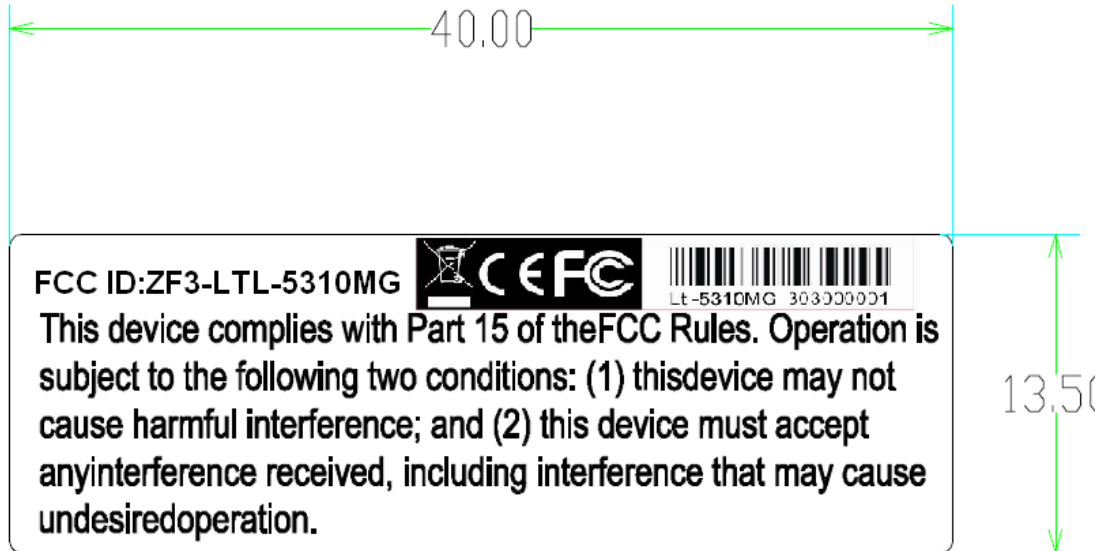 40.00
FCC ID:ZF3-LTL-5310MG CE FC
Lt-5310MG 303000001
This device complies with Part 15 of theFCC Rules. Operation is
subject to the following two conditions: (1) thisdevice may not
cause harmful interference; and (2) this device must accept
anyinterference received, including interference that may cause
undesiredoperation.
13.50